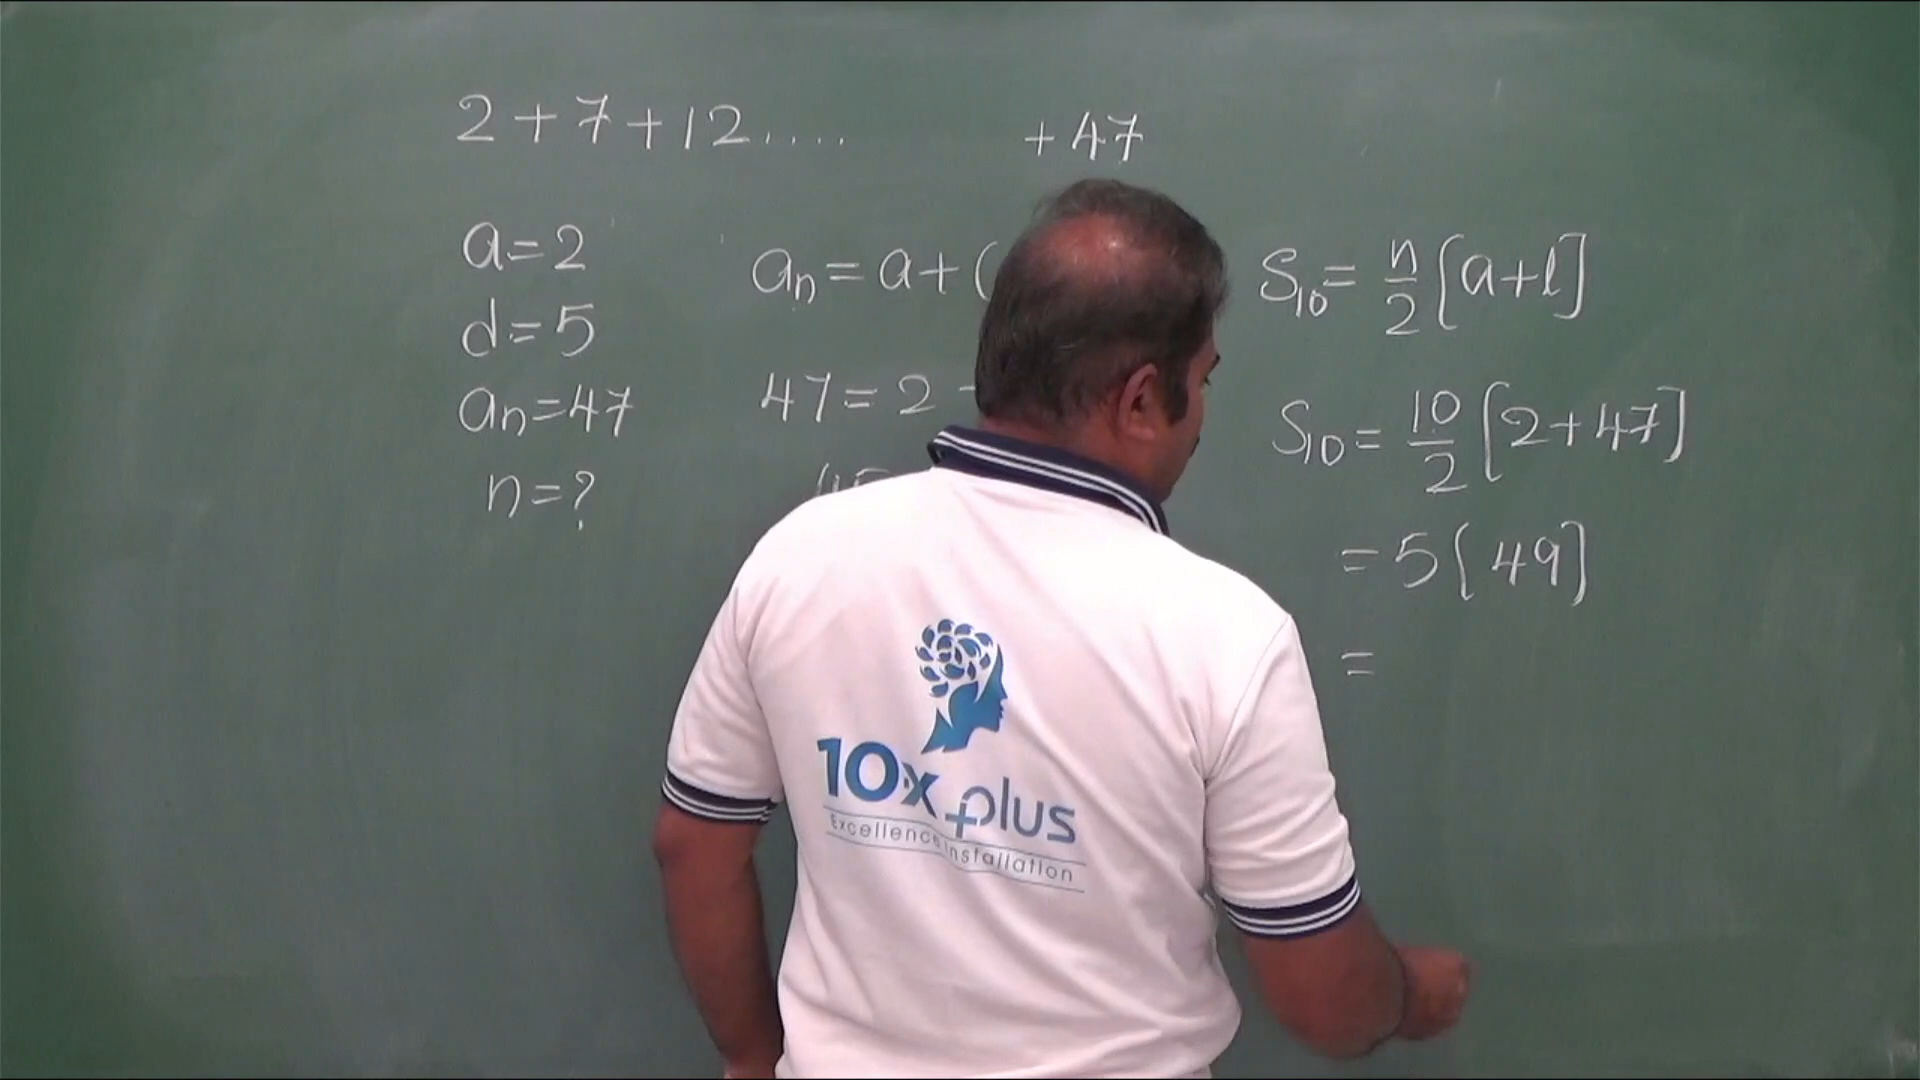 2+7+12.... +47
a=2
d=5
an=47
n=?
an=a+(
47=2
S10=n/2[a+l]
S10=10/2[2+47]
=5[49]
=
10x plus
Excellence installation